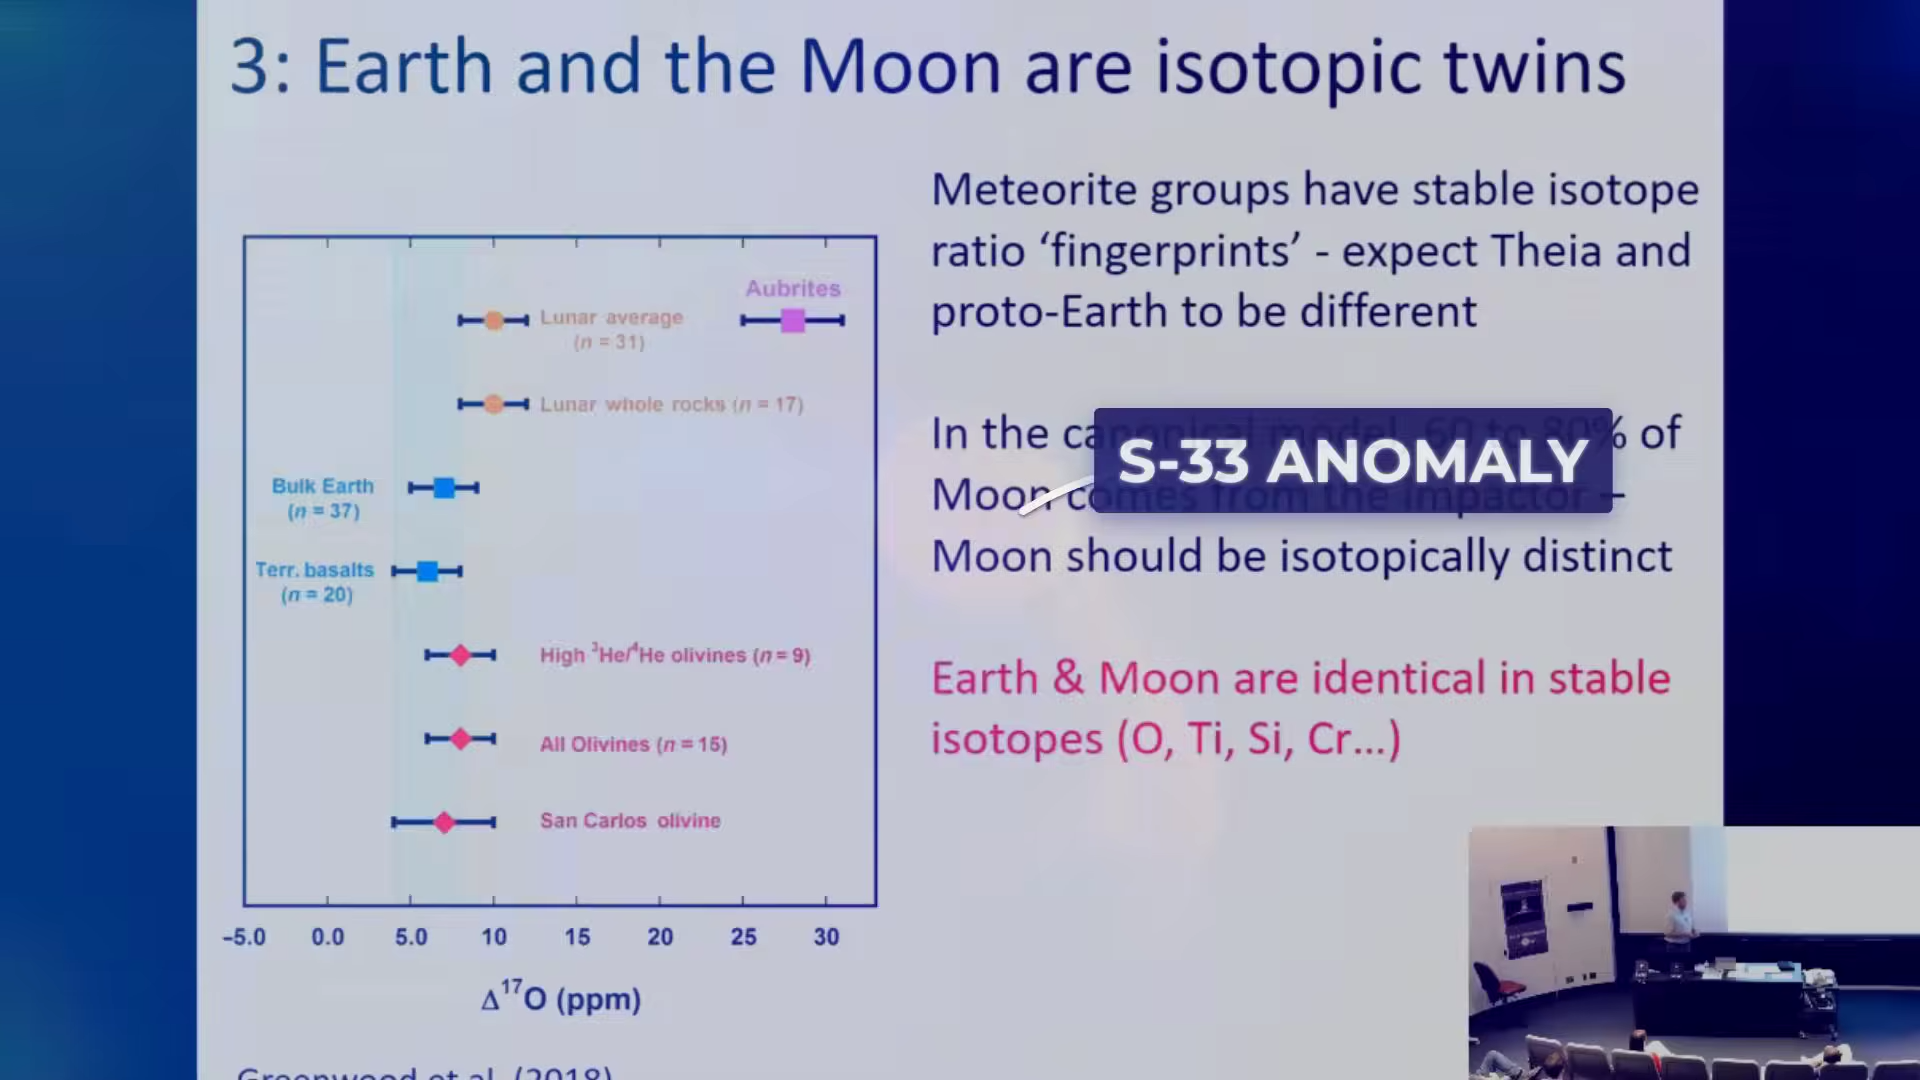 3: Earth and the Moon are isotopic twins
Aubrites
Lunar average
(n = 31)
Lunar whole rocks (n = 17)
Bulk Earth
(n = 37)
Terr. basalts
(n = 20)
High ³He/⁴He olivines (n = 9)
All Olivines (n = 15)
San Carlos olivine
−5.0 0.0 5.0 10 15 20 25 30
Δ¹⁷O (ppm)
Greenwood et al. (2018)
Meteorite groups have stable isotope
ratio ‘fingerprints’ - expect Theia and
proto-Earth to be different
In the canonical model, 60 to 80% of
Moon comes from the impactor –
Moon should be isotopically distinct
S-33 ANOMALY
Earth & Moon are identical in stable
isotopes (O, Ti, Si, Cr...)